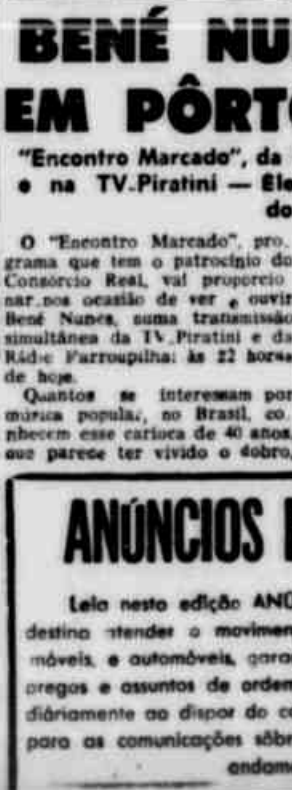 BENÉ NU
EM PÔRTO
"Encontro Marcado", da
e na TV-Piratini — Ele
do
O "Encontro Marcado", pro.
grama que tem o patrocínio do
Consórcio Real, vai proporcio
nar-nos ocasião de ver e ouvir
Bené Nunes, numa transmissão
simultânea da TV Piratini e da
Rádio Farroupilha: às 22 horas
de hoje.
Quantos se interessam por
música popular, no Brasil, co.
nhecem esse carioca de 40 anos,
que parece ter vivido o dobro,
ANÚNCIOS
Leia nesta edição ANÚ
destina atender o movimen
móveis, e automóveis, gara
pregos e assuntos de ordem
diàriamente ao dispor do c
para as comunicações sôbr
andame